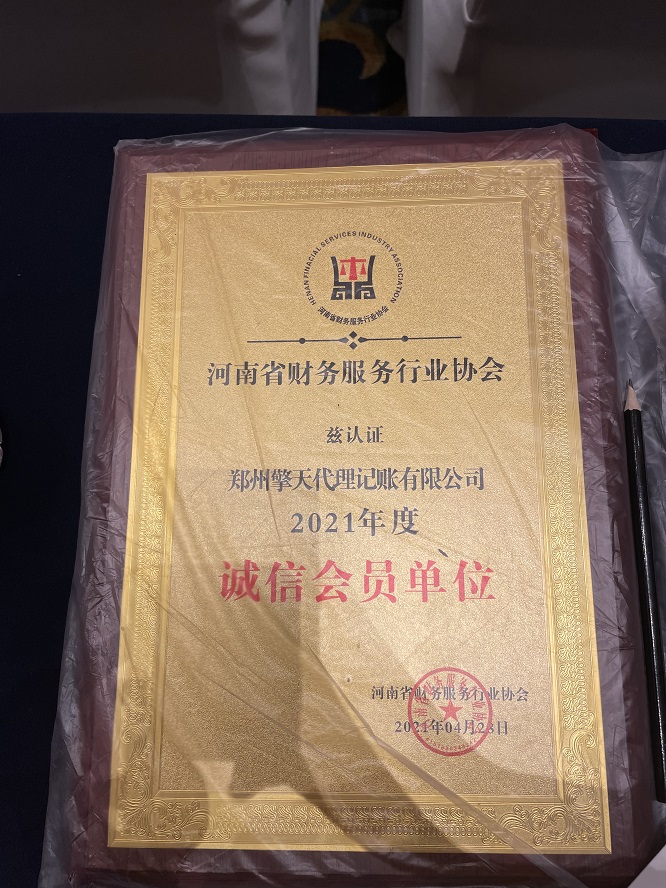 HENAN FINACIAL SERVICES INDUSTRY ASSOCIATION
河南省财务服务行业协会
河南省财务服务行业协会
兹认证
郑州擎天代理记账有限公司
2021年度
诚信会员单位
河南省财务服务行业协会
2021年04月23日